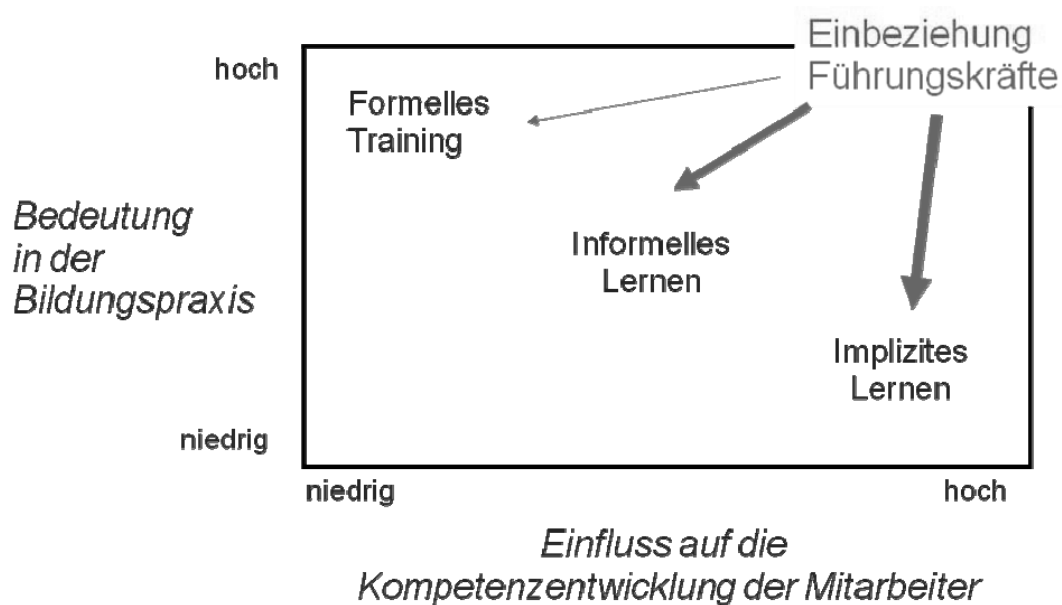 Einbeziehung
Führungskräfte
hoch
Formelles
Training
Bedeutung
in der
Bildungspraxis
Informelles
Lernen
Implizites
Lernen
niedrig
niedrig
hoch
Einfluss auf die
Kompetenzentwicklung der Mitarbeiter